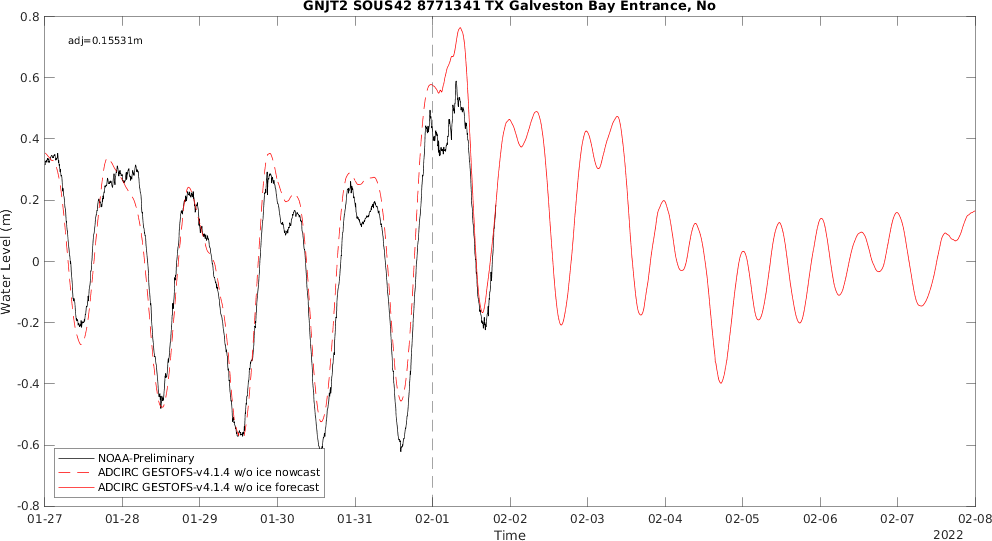 GNJT2 SOUS42 8771341 TX Galveston Bay Entrance, No
adj=0.15531m
0.8
0.6
0.4
0.2
0
-0.2
-0.4
-0.6
-0.8
Water Level (m)
NOAA-Preliminary
ADCIRC GESTOFS-v4.1.4 w/o ice nowcast
ADCIRC GESTOFS-v4.1.4 w/o ice forecast
01-27 01-28 01-29 01-30 01-31 02-01 02-02 02-03 02-04 02-05 02-06 02-07 02-08
Time
2022